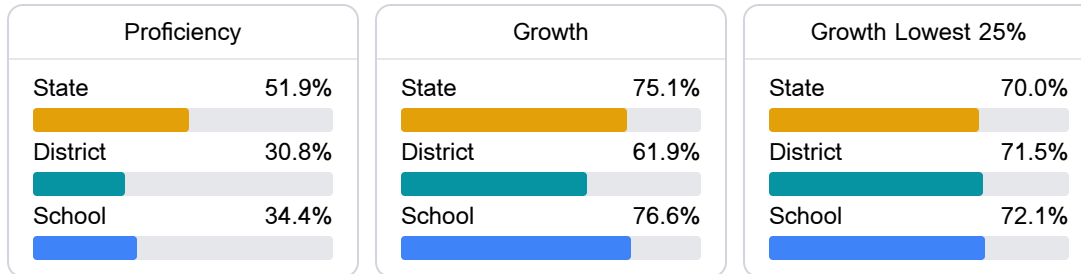 Proficiency
State 51.9%
District 30.8%
School 34.4%
Growth
State 75.1%
District 61.9%
School 76.6%
Growth Lowest 25%
State 70.0%
District 71.5%
School 72.1%